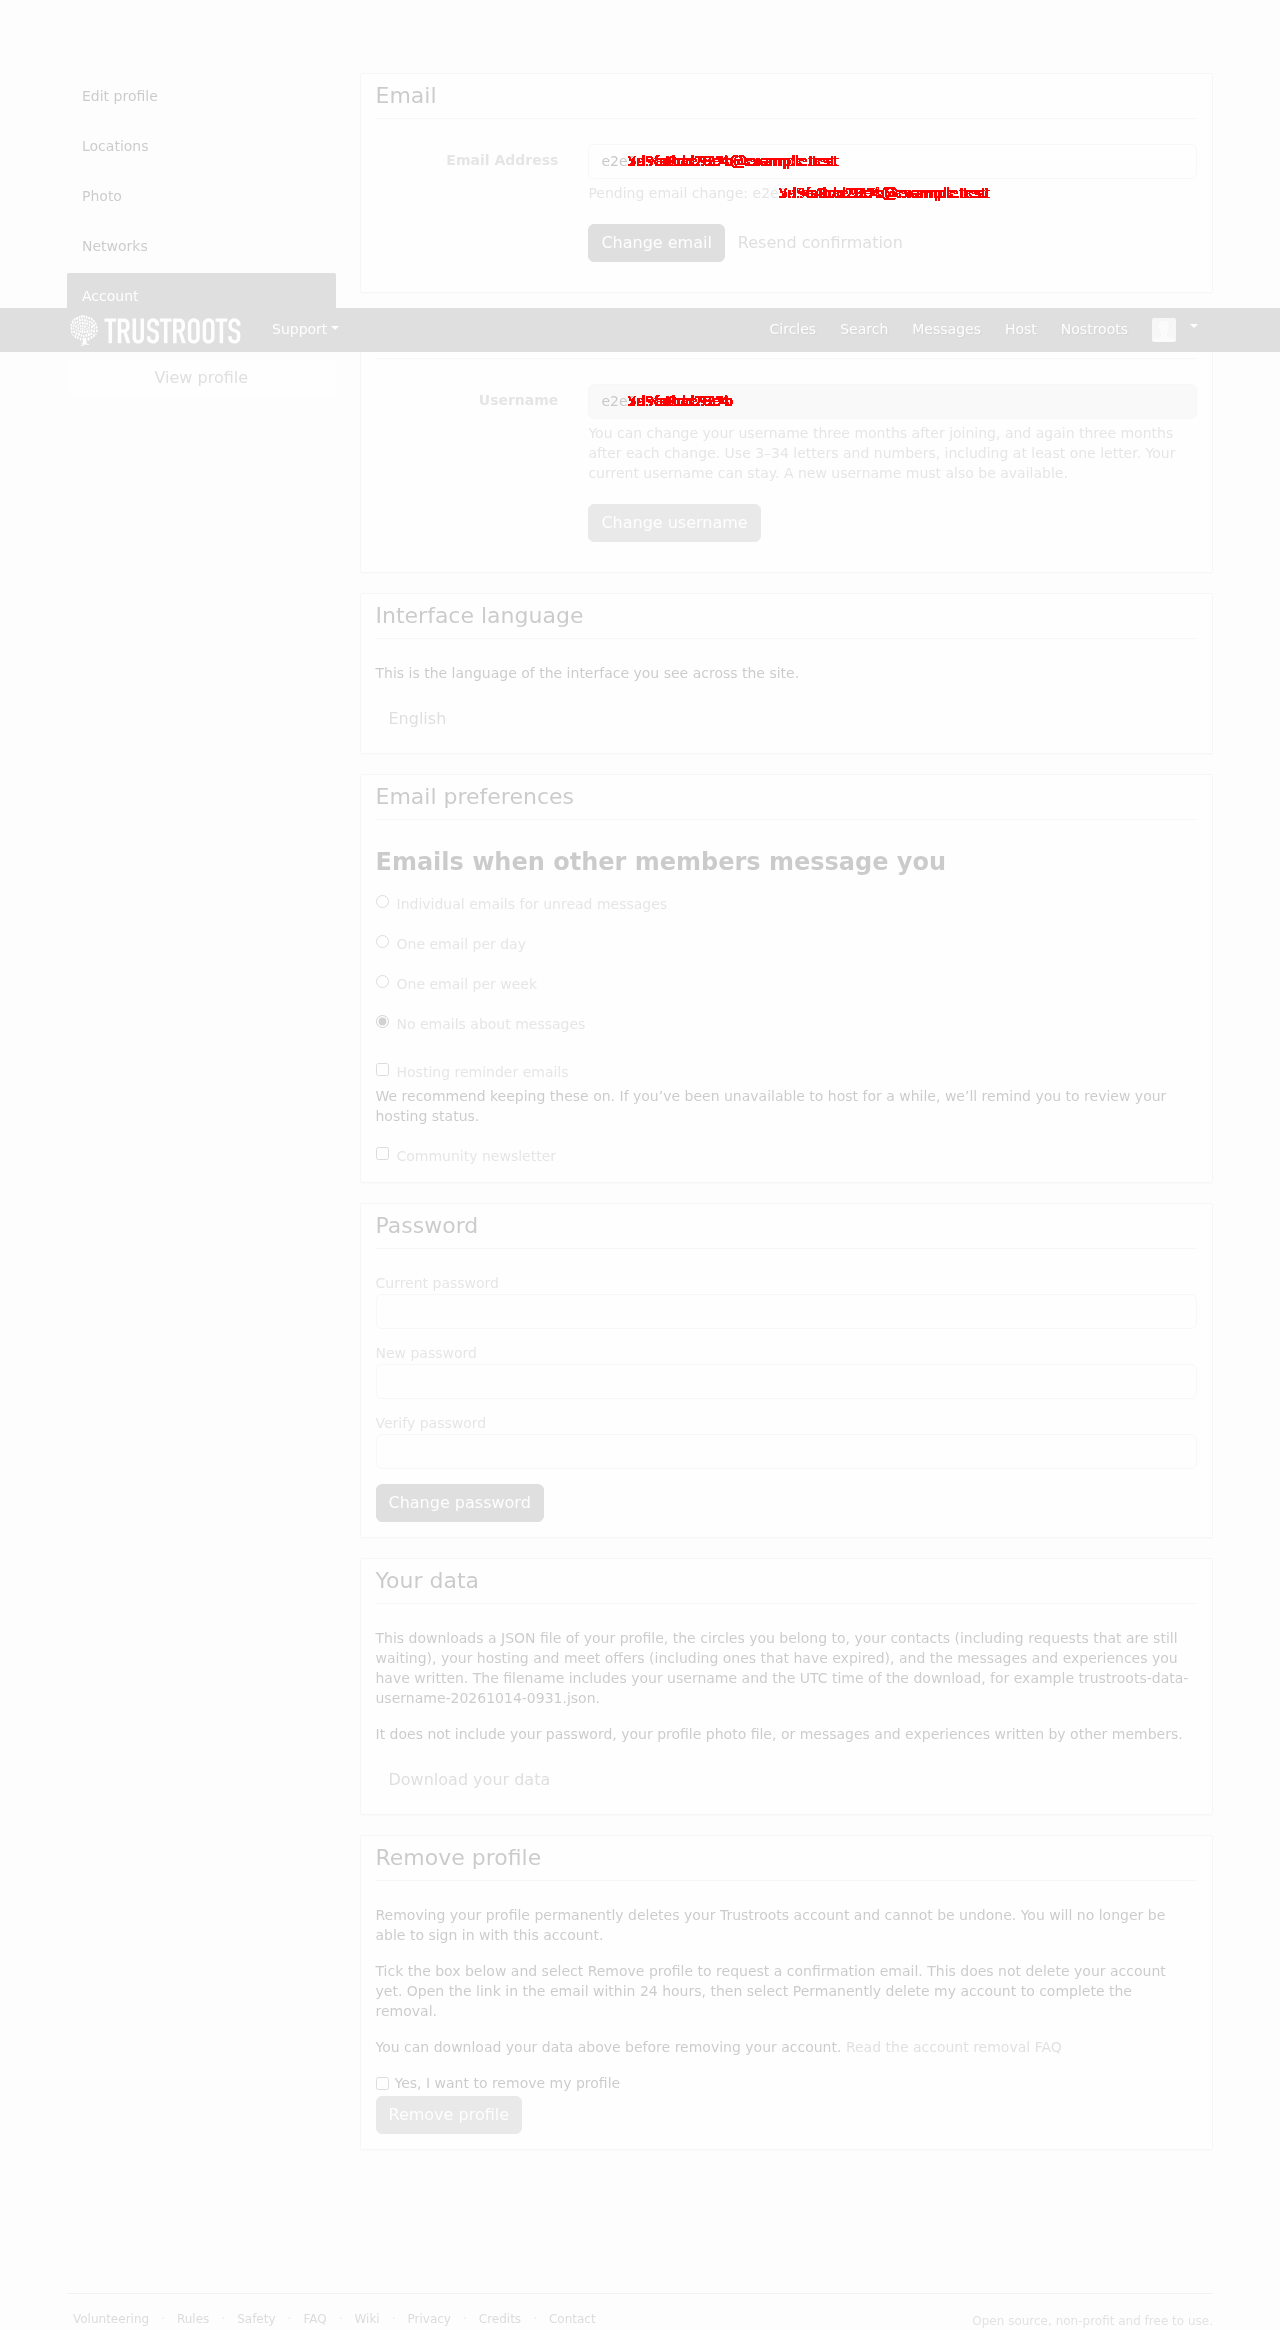 Edit profile
Locations
Photo
Networks
Account
View profile
TRUSTROOTS
Support
Circles
Search
Messages
Host
Nostroots
Email
Email Address
e2e
Pending email change: e2e
Change email
Resend confirmation
Username
e2e
You can change your username three months after joining, and again three months
after each change. Use 3–34 letters and numbers, including at least one letter. Your
current username can stay. A new username must also be available.
Change username
Interface language
This is the language of the interface you see across the site.
English
Email preferences
Emails when other members message you
Individual emails for unread messages
One email per day
One email per week
No emails about messages
Hosting reminder emails
We recommend keeping these on. If you’ve been unavailable to host for a while, we’ll remind you to review your
hosting status.
Community newsletter
Password
Current password
New password
Verify password
Change password
Your data
This downloads a JSON file of your profile, the circles you belong to, your contacts (including requests that are still
waiting), your hosting and meet offers (including ones that have expired), and the messages and experiences you
have written. The filename includes your username and the UTC time of the download, for example trustroots-data-
username-20261014-0931.json.
It does not include your password, your profile photo file, or messages and experiences written by other members.
Download your data
Remove profile
Removing your profile permanently deletes your Trustroots account and cannot be undone. You will no longer be
able to sign in with this account.
Tick the box below and select Remove profile to request a confirmation email. This does not delete your account
yet. Open the link in the email within 24 hours, then select Permanently delete my account to complete the
removal.
You can download your data above before removing your account. Read the account removal FAQ
Yes, I want to remove my profile
Remove profile
Volunteering · Rules · Safety · FAQ · Wiki · Privacy · Credits · Contact
Open source, non-profit and free to use.